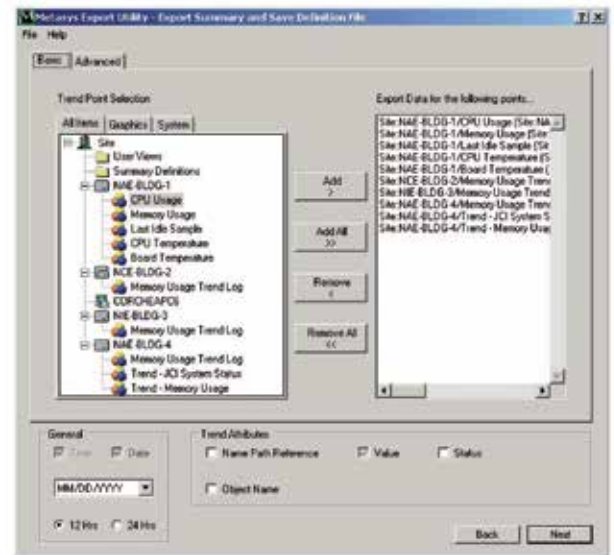 Metasys Export Utility - Export Summary and Save Definition File
File Help
Basic Advanced
Trend Point Selection
All Items Graphics System
Site
User Views
Summary Definitions
NAE-BLDG-1
CPU Usage
Memory Usage
Last Idle Sample
CPU Temperature
Board Temperature
NCE-BLDG-2
Memory Usage Trend Log
NIE-BLDG-3
Memory Usage Trend Log
NAE-BLDG-4
Memory Usage Trend Log
Trend - JCI System Status
Trend - Memory Usage
Add
>
Add All
>>
Remove
<
Remove All
<<
Export Data for the following points...
Site:NAE-BLDG-1/CPU Usage (Site:NA
Site:NAE-BLDG-1/Memory Usage (Site
Site:NAE-BLDG-1/Last Idle Sample (Sit
Site:NAE-BLDG-1/CPU Temperature (S
Site:NAE-BLDG-1/Board Temperature (
Site:NCE-BLDG-2/Memory Usage Tren
Site:NIE-BLDG-3/Memory Usage Trend
Site:NAE-BLDG-4/Memory Usage Tren
Site:NAE-BLDG-4/Trend - JCI System S
Site:NAE-BLDG-4/Trend - Memory Usa
General
Time Date
MM/DD/YYYY
12 Hrs 24 Hrs
Trend Attributes
Name Path Reference Value Status
Object Name
Back Next